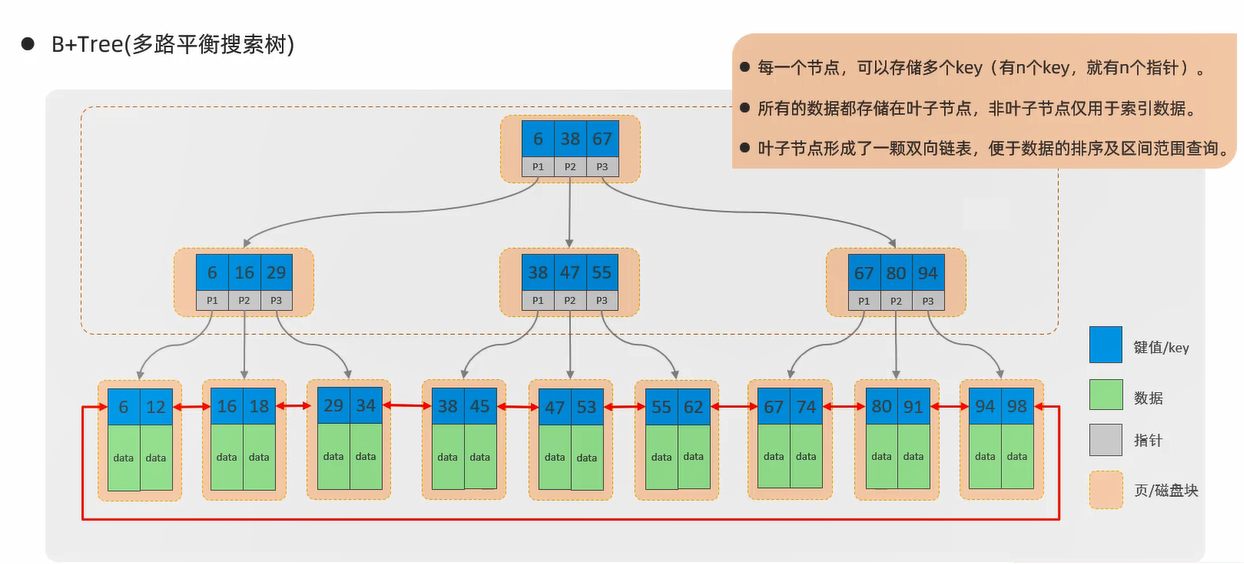 B+Tree(多路平衡搜索树)
每一个节点，可以存储多个key（有n个key，就有n个指针）。
所有的数据都存储在叶子节点，非叶子节点仅用于索引数据。
叶子节点形成了一颗双向链表，便于数据的排序及区间范围查询。
6 38 67
P1 P2 P3
6 16 29
P1 P2 P3
38 47 55
P1 P2 P3
67 80 94
P1 P2 P3
6 12
data data
16 18
data data
29 34
data data
38 45
data data
47 53
data data
55 62
data data
67 74
data data
80 91
data data
94 98
data data
键值/key
数据
指针
页/磁盘块